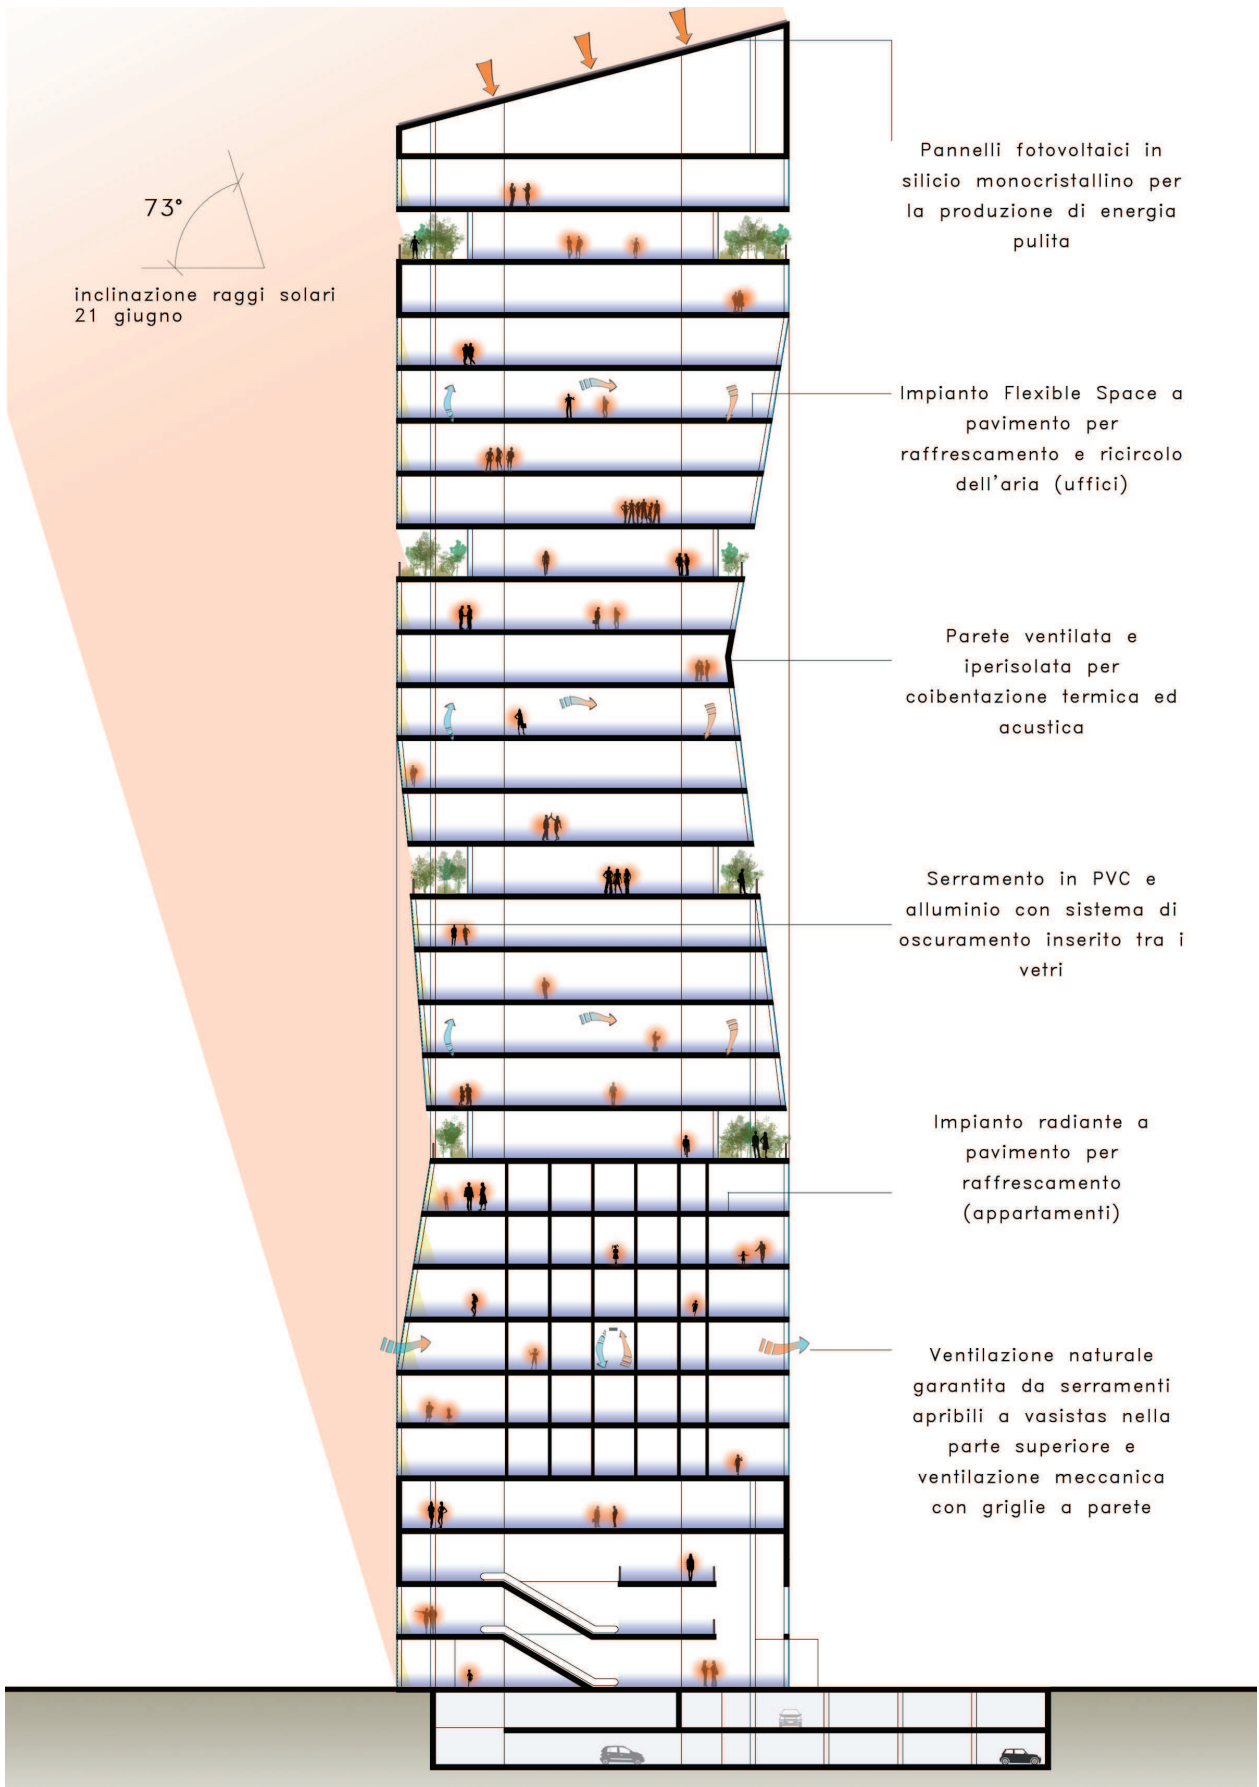 Pannelli fotovoltaici in
silicio monocristallino per
la produzione di energia
pulita
73°
inclinazione raggi solari
21 giugno
Impianto Flexible Space a
pavimento per
raffrescamento e ricircolo
dell'aria (uffici)
Parete ventilata e
iperisolata per
coibentazione termica ed
acustica
Serramento in PVC e
alluminio con sistema di
oscuramento inserito tra i
vetri
Impianto radiante a
pavimento per
raffrescamento
(appartamenti)
Ventilazione naturale
garantita da serramenti
apribili a vasistas nella
parte superiore e
ventilazione meccanica
con griglie a parete